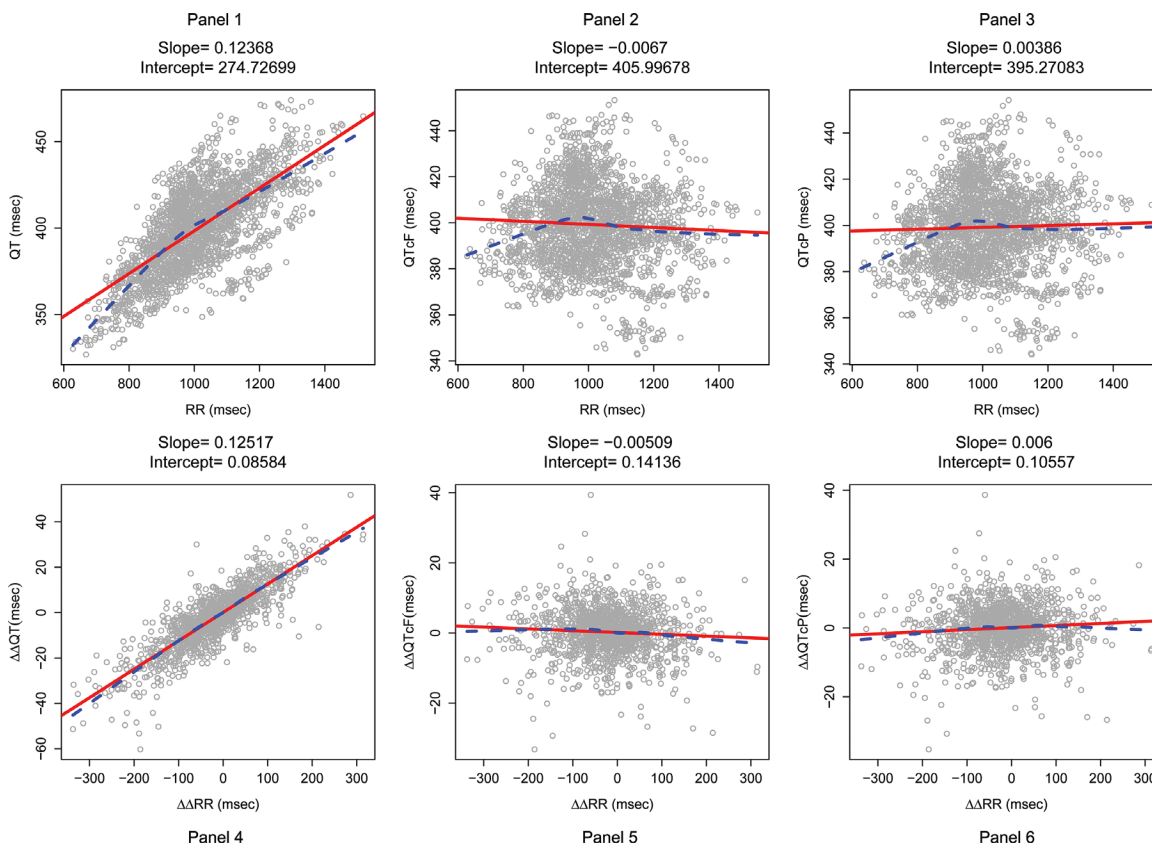 Panel 1
Slope= 0.12368
Intercept= 274.72699
QT (msec)
450
400
350
600 800 1000 1200 1400
RR (msec)
Panel 2
Slope= −0.0067
Intercept= 405.99678
QTcF (msec)
440
420
400
380
360
340
600 800 1000 1200 1400
RR (msec)
Panel 3
Slope= 0.00386
Intercept= 395.27083
QTcP (msec)
440
420
400
380
360
340
600 800 1000 1200 1400
RR (msec)
Slope= 0.12517
Intercept= 0.08584
ΔΔQT(msec)
40
20
0
−20
−40
−60
−300 −200 −100 0 100 200 300
ΔΔRR (msec)
Panel 4
Slope= −0.00509
Intercept= 0.14136
ΔΔQTcF(msec)
40
20
0
−20
−300 −200 −100 0 100 200 300
ΔΔRR (msec)
Panel 5
Slope= 0.006
Intercept= 0.10557
ΔΔQTcP(msec)
40
20
0
−20
−300 −200 −100 0 100 200 300
ΔΔRR (msec)
Panel 6